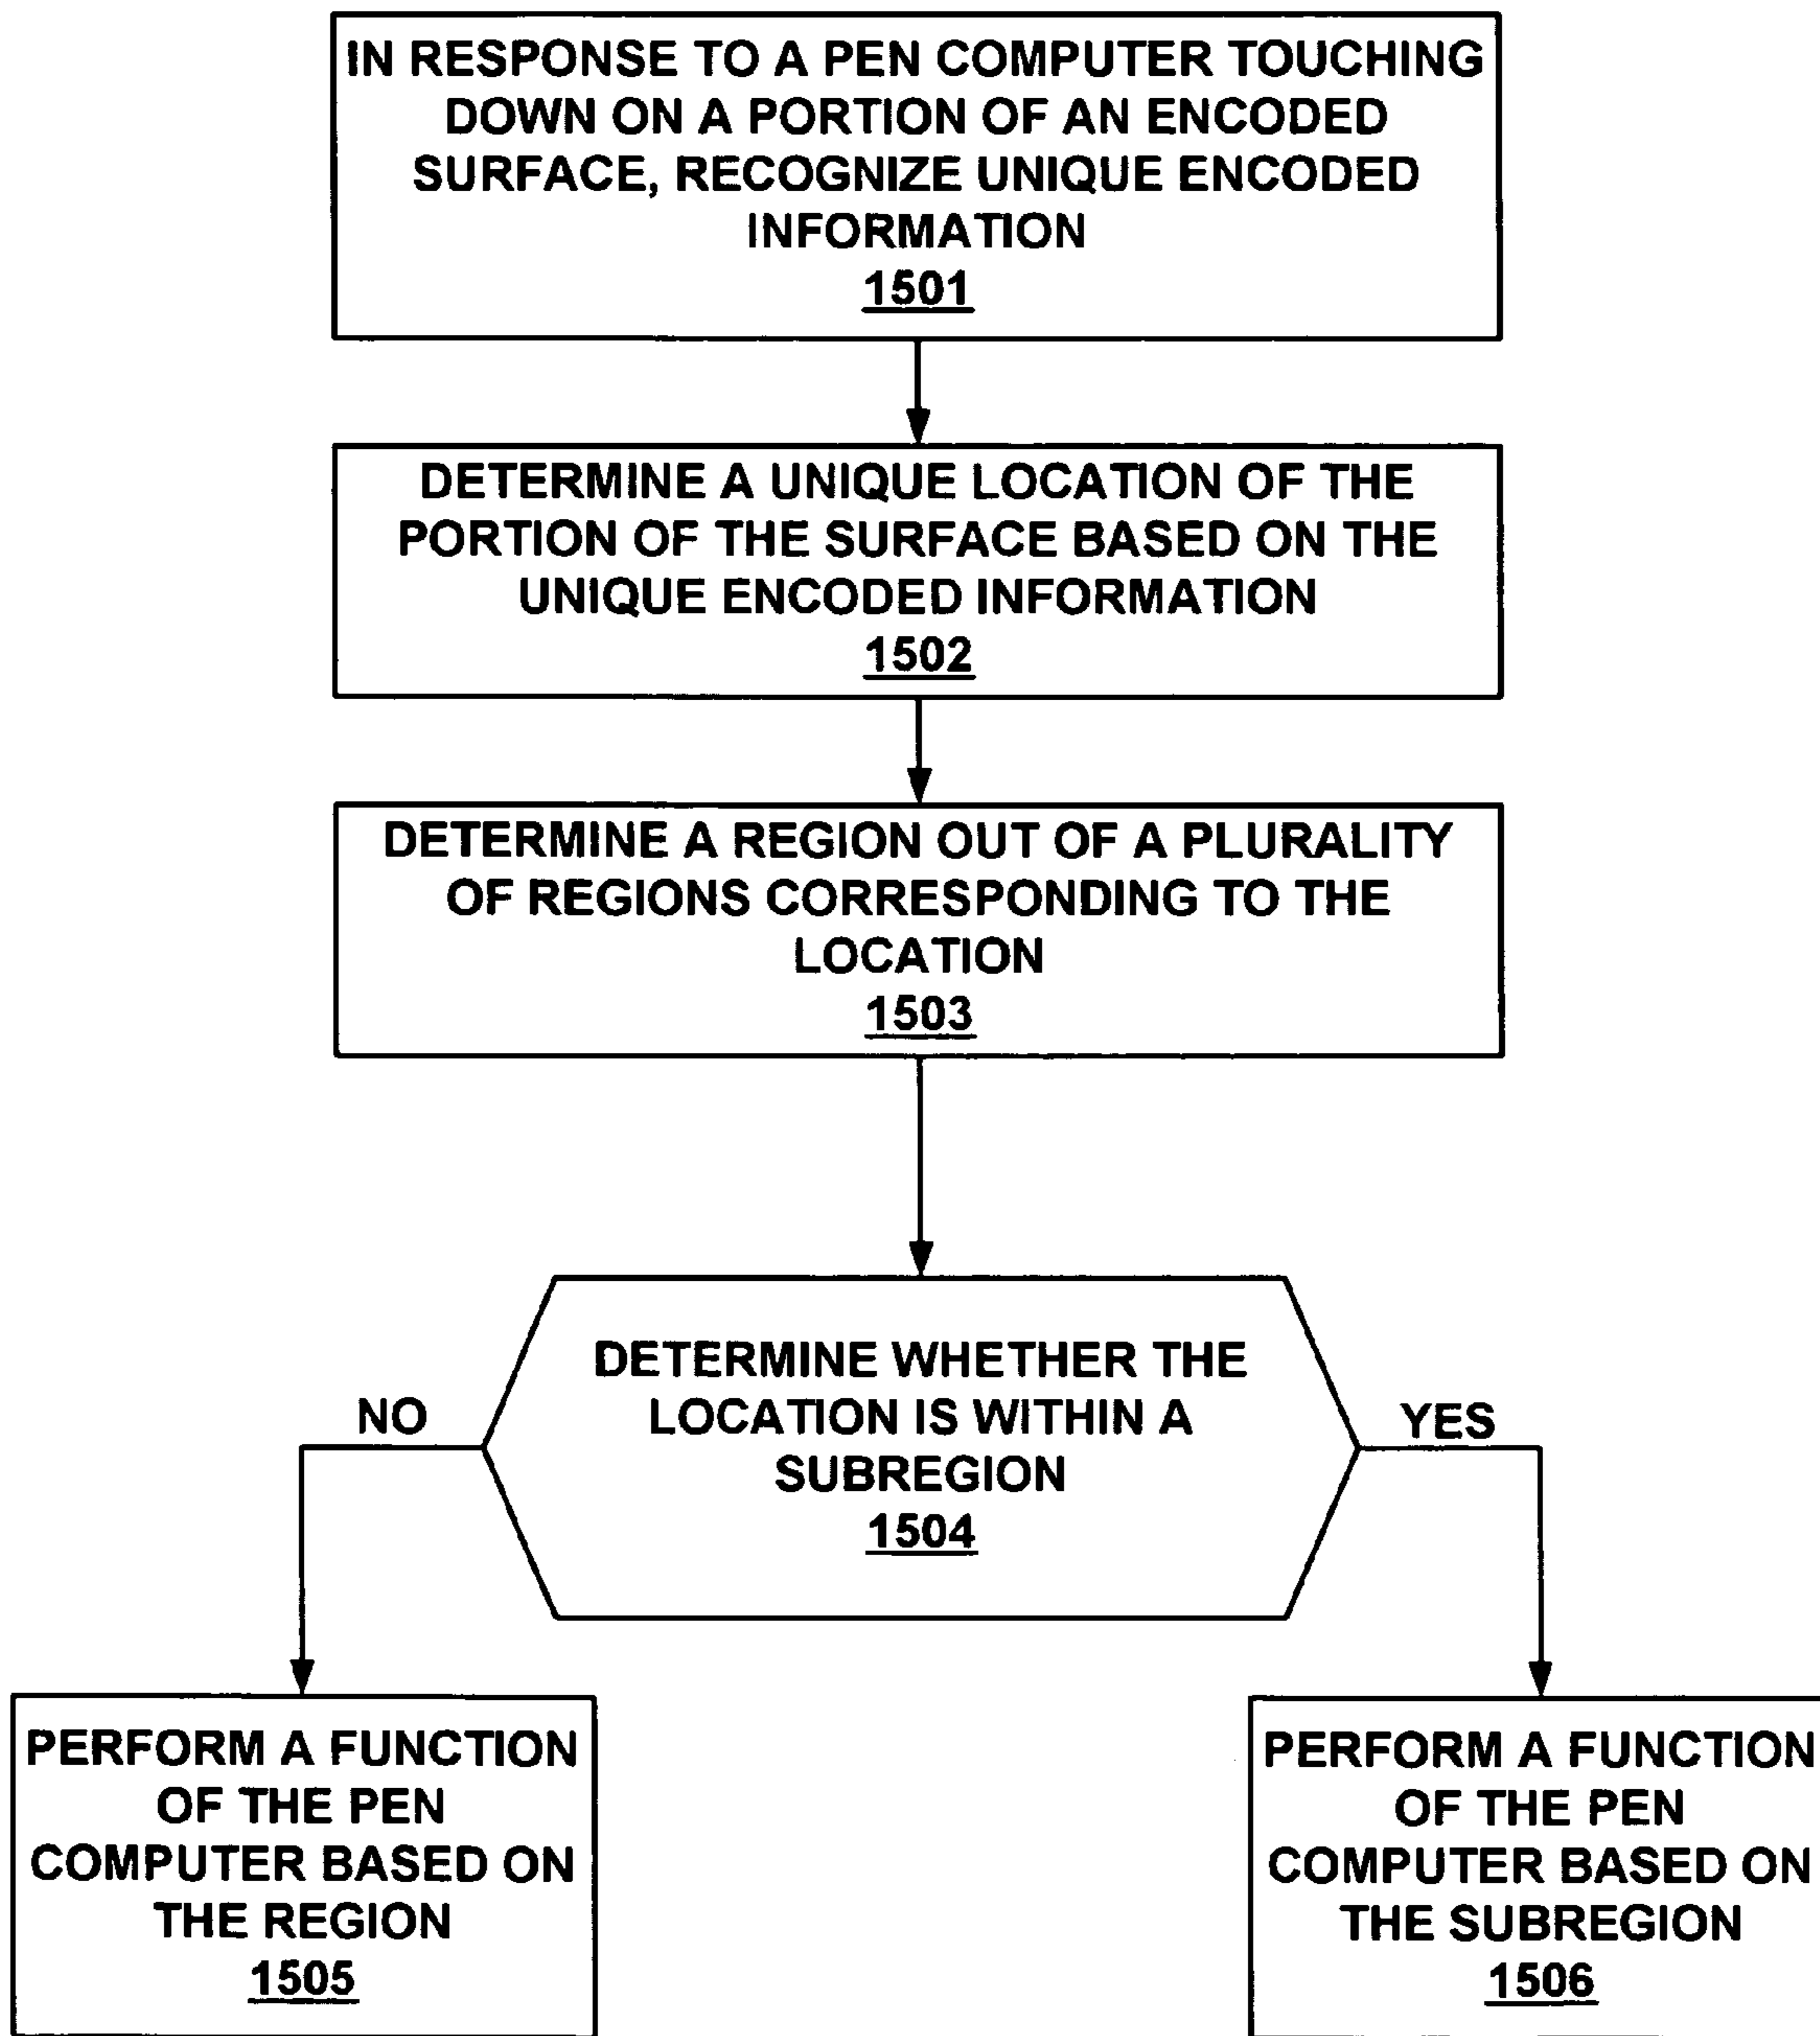 IN RESPONSE TO A PEN COMPUTER TOUCHING
DOWN ON A PORTION OF AN ENCODED
SURFACE, RECOGNIZE UNIQUE ENCODED
INFORMATION
1501
DETERMINE A UNIQUE LOCATION OF THE
PORTION OF THE SURFACE BASED ON THE
UNIQUE ENCODED INFORMATION
1502
DETERMINE A REGION OUT OF A PLURALITY
OF REGIONS CORRESPONDING TO THE
LOCATION
1503
DETERMINE WHETHER THE
LOCATION IS WITHIN A
SUBREGION
1504
NO
YES
PERFORM A FUNCTION
OF THE PEN
COMPUTER BASED ON
THE REGION
1505
PERFORM A FUNCTION
OF THE PEN
COMPUTER BASED ON
THE SUBREGION
1506